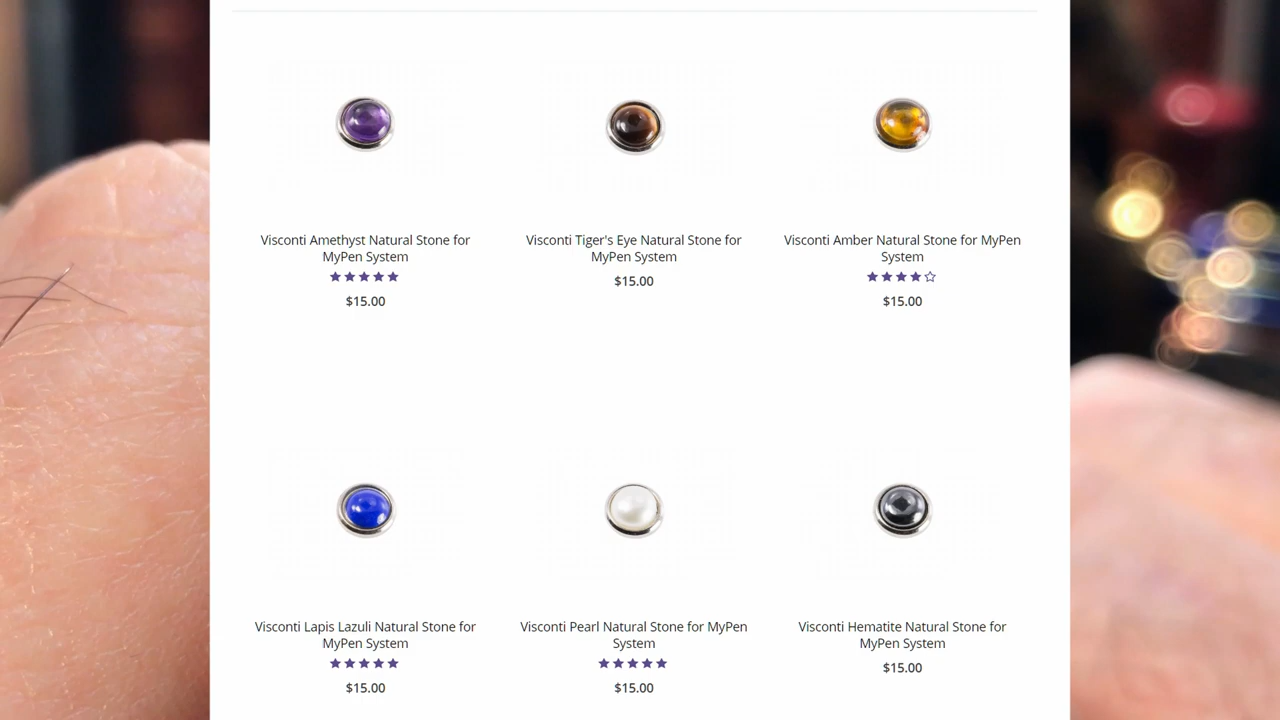 Visconti Amethyst Natural Stone for
MyPen System
$15.00
Visconti Tiger's Eye Natural Stone for
MyPen System
$15.00
Visconti Amber Natural Stone for MyPen
System
$15.00
Visconti Lapis Lazuli Natural Stone for
MyPen System
$15.00
Visconti Pearl Natural Stone for MyPen
System
$15.00
Visconti Hematite Natural Stone for
MyPen System
$15.00